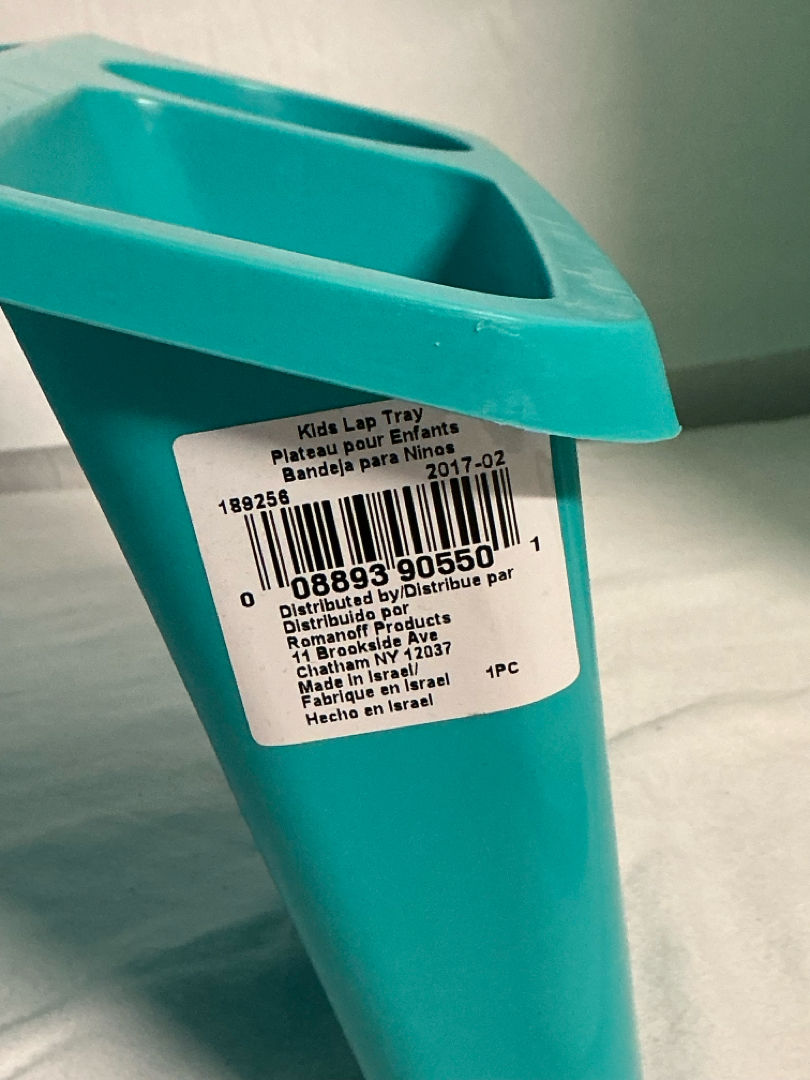 Kids Lap Tray
Plateau pour Enfants
Bandeja para Ninos
189256 2017-02
0 08893 90550 1
Distributed by/Distribue par
Distribuido por
Romanoff Products
11 Brookside Ave
Chatham NY 12037
Made in Israel/
Fabrique en Israel 1PC
Hecho en Israel